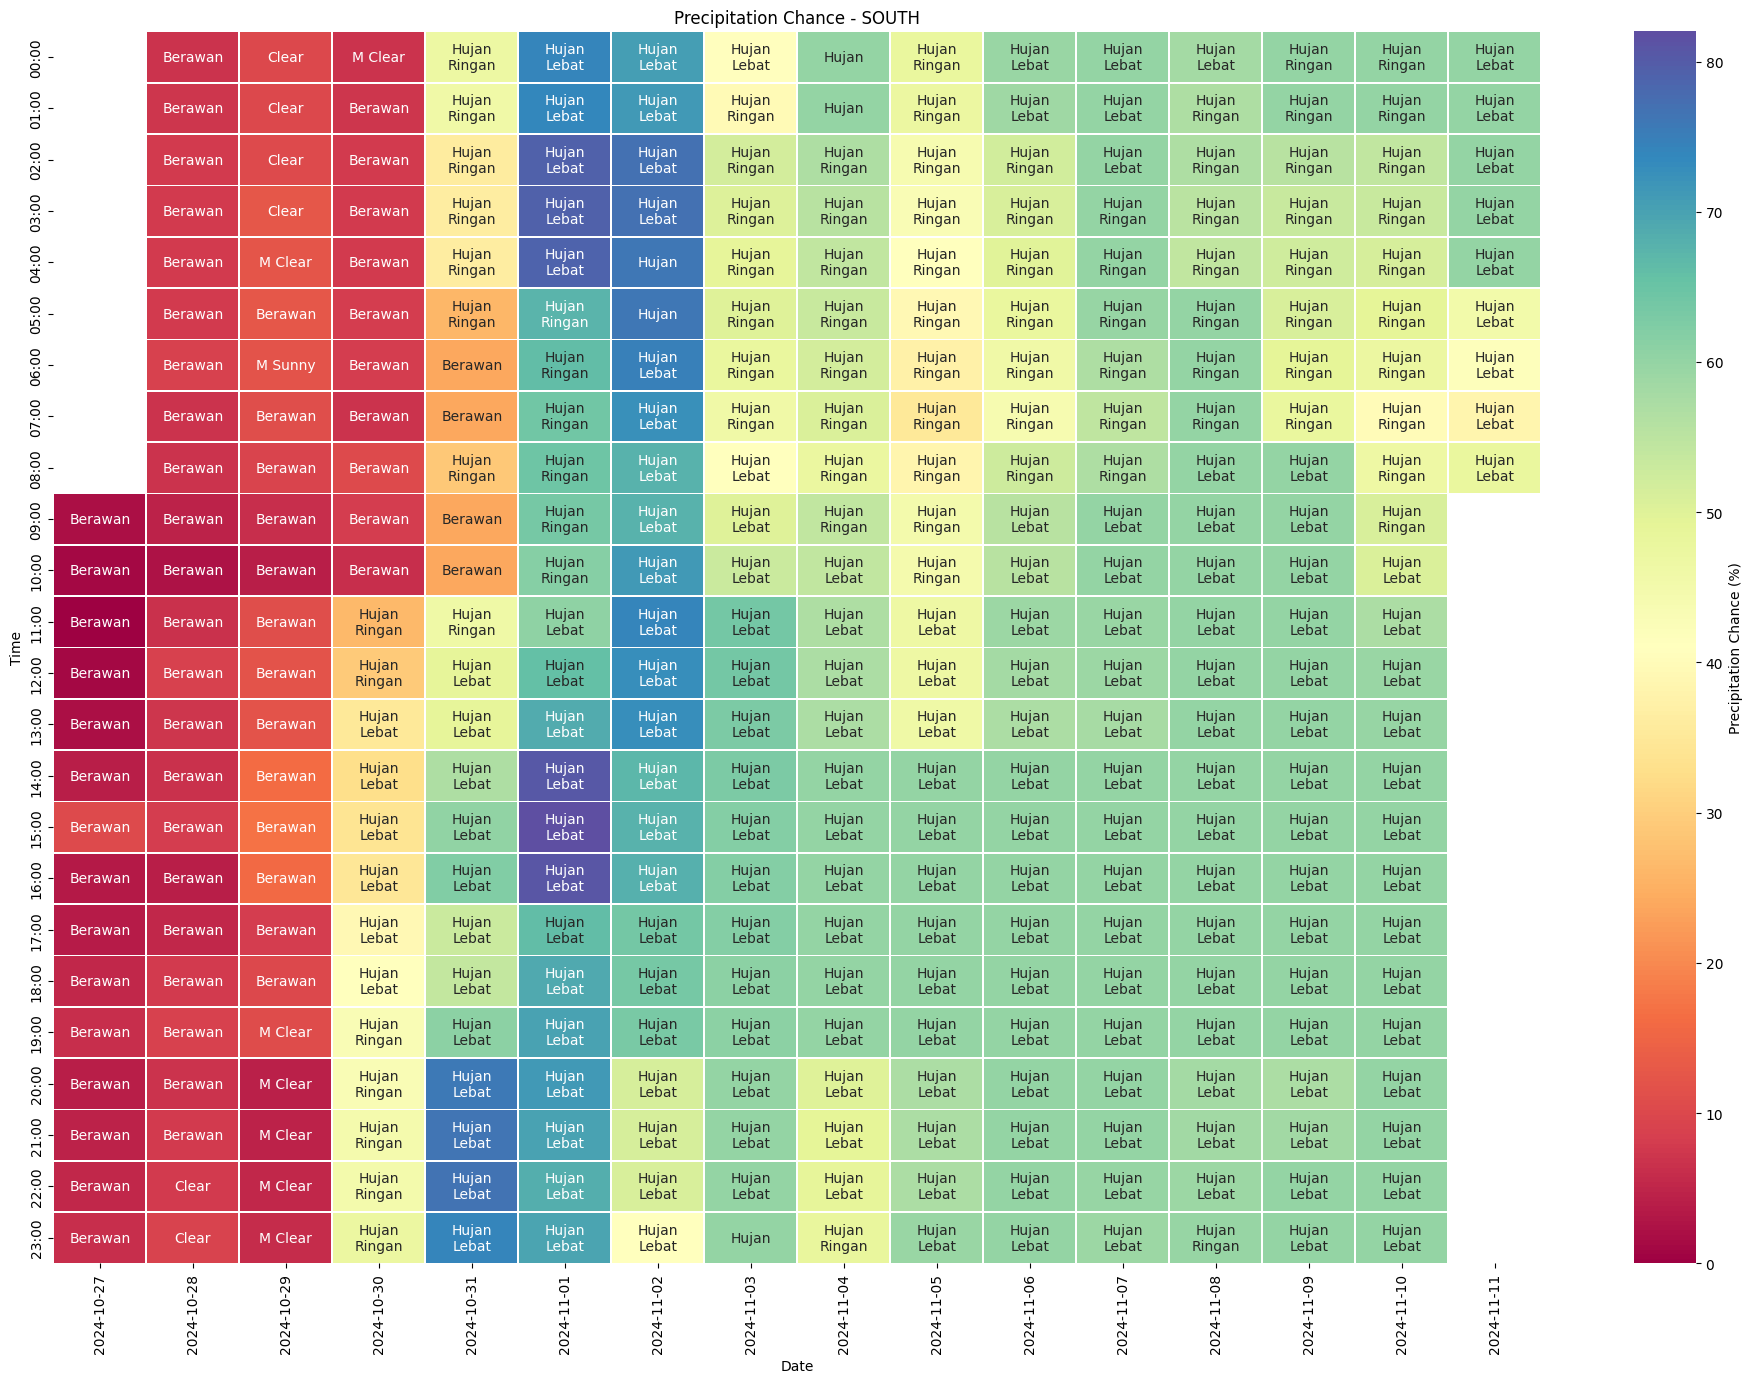 Precipitation Chance - SOUTH
00:00 Berawan Clear M Clear Hujan Ringan Hujan Lebat Hujan Lebat Hujan Lebat Hujan Hujan Ringan Hujan Lebat Hujan Lebat Hujan Lebat Hujan Ringan Hujan Ringan Hujan Lebat
01:00 Berawan Clear Berawan Hujan Ringan Hujan Lebat Hujan Lebat Hujan Ringan Hujan Hujan Ringan Hujan Lebat Hujan Lebat Hujan Ringan Hujan Ringan Hujan Ringan Hujan Lebat
02:00 Berawan Clear Berawan Hujan Ringan Hujan Lebat Hujan Lebat Hujan Ringan Hujan Ringan Hujan Ringan Hujan Ringan Hujan Lebat Hujan Ringan Hujan Ringan Hujan Ringan Hujan Lebat
03:00 Berawan Clear Berawan Hujan Ringan Hujan Lebat Hujan Lebat Hujan Ringan Hujan Ringan Hujan Ringan Hujan Ringan Hujan Ringan Hujan Ringan Hujan Ringan Hujan Ringan Hujan Lebat
04:00 Berawan M Clear Berawan Hujan Ringan Hujan Lebat Hujan Hujan Ringan Hujan Ringan Hujan Ringan Hujan Ringan Hujan Ringan Hujan Ringan Hujan Ringan Hujan Ringan Hujan Lebat
05:00 Berawan Berawan Berawan Hujan Ringan Hujan Ringan Hujan Hujan Ringan Hujan Ringan Hujan Ringan Hujan Ringan Hujan Ringan Hujan Ringan Hujan Ringan Hujan Ringan Hujan Lebat
06:00 Berawan M Sunny Berawan Berawan Hujan Ringan Hujan Lebat Hujan Ringan Hujan Ringan Hujan Ringan Hujan Ringan Hujan Ringan Hujan Ringan Hujan Ringan Hujan Ringan Hujan Lebat
07:00 Berawan Berawan Berawan Berawan Hujan Ringan Hujan Lebat Hujan Ringan Hujan Ringan Hujan Ringan Hujan Ringan Hujan Ringan Hujan Ringan Hujan Ringan Hujan Ringan Hujan Lebat
08:00 Berawan Berawan Berawan Hujan Ringan Hujan Ringan Hujan Lebat Hujan Lebat Hujan Ringan Hujan Ringan Hujan Ringan Hujan Ringan Hujan Lebat Hujan Lebat Hujan Ringan Hujan Lebat
09:00 Berawan Berawan Berawan Berawan Berawan Hujan Ringan Hujan Lebat Hujan Lebat Hujan Ringan Hujan Ringan Hujan Lebat Hujan Lebat Hujan Lebat Hujan Lebat Hujan Ringan
10:00 Berawan Berawan Berawan Berawan Berawan Hujan Ringan Hujan Lebat Hujan Lebat Hujan Lebat Hujan Ringan Hujan Lebat Hujan Lebat Hujan Lebat Hujan Lebat Hujan Lebat
11:00 Berawan Berawan Berawan Hujan Ringan Hujan Ringan Hujan Lebat Hujan Lebat Hujan Lebat Hujan Lebat Hujan Lebat Hujan Lebat Hujan Lebat Hujan Lebat Hujan Lebat Hujan Lebat
12:00 Berawan Berawan Berawan Hujan Ringan Hujan Lebat Hujan Lebat Hujan Lebat Hujan Lebat Hujan Lebat Hujan Lebat Hujan Lebat Hujan Lebat Hujan Lebat Hujan Lebat Hujan Lebat
13:00 Berawan Berawan Berawan Hujan Lebat Hujan Lebat Hujan Lebat Hujan Lebat Hujan Lebat Hujan Lebat Hujan Lebat Hujan Lebat Hujan Lebat Hujan Lebat Hujan Lebat Hujan Lebat
14:00 Berawan Berawan Berawan Hujan Lebat Hujan Lebat Hujan Lebat Hujan Lebat Hujan Lebat Hujan Lebat Hujan Lebat Hujan Lebat Hujan Lebat Hujan Lebat Hujan Lebat Hujan Lebat
15:00 Berawan Berawan Berawan Hujan Lebat Hujan Lebat Hujan Lebat Hujan Lebat Hujan Lebat Hujan Lebat Hujan Lebat Hujan Lebat Hujan Lebat Hujan Lebat Hujan Lebat Hujan Lebat
16:00 Berawan Berawan Berawan Hujan Lebat Hujan Lebat Hujan Lebat Hujan Lebat Hujan Lebat Hujan Lebat Hujan Lebat Hujan Lebat Hujan Lebat Hujan Lebat Hujan Lebat Hujan Lebat
17:00 Berawan Berawan Berawan Hujan Lebat Hujan Lebat Hujan Lebat Hujan Lebat Hujan Lebat Hujan Lebat Hujan Lebat Hujan Lebat Hujan Lebat Hujan Lebat Hujan Lebat Hujan Lebat
18:00 Berawan Berawan Berawan Hujan Lebat Hujan Lebat Hujan Lebat Hujan Lebat Hujan Lebat Hujan Lebat Hujan Lebat Hujan Lebat Hujan Lebat Hujan Lebat Hujan Lebat Hujan Lebat
19:00 Berawan Berawan M Clear Hujan Ringan Hujan Lebat Hujan Lebat Hujan Lebat Hujan Lebat Hujan Lebat Hujan Lebat Hujan Lebat Hujan Lebat Hujan Lebat Hujan Lebat Hujan Lebat
20:00 Berawan Berawan M Clear Hujan Ringan Hujan Lebat Hujan Lebat Hujan Lebat Hujan Lebat Hujan Lebat Hujan Lebat Hujan Lebat Hujan Lebat Hujan Lebat Hujan Lebat Hujan Lebat
21:00 Berawan Berawan M Clear Hujan Ringan Hujan Lebat Hujan Lebat Hujan Lebat Hujan Lebat Hujan Lebat Hujan Lebat Hujan Lebat Hujan Lebat Hujan Lebat Hujan Lebat Hujan Lebat
22:00 Berawan Clear M Clear Hujan Ringan Hujan Lebat Hujan Lebat Hujan Lebat Hujan Lebat Hujan Lebat Hujan Lebat Hujan Lebat Hujan Lebat Hujan Lebat Hujan Lebat Hujan Lebat
23:00 Berawan Clear M Clear Hujan Ringan Hujan Lebat Hujan Lebat Hujan Lebat Hujan Hujan Ringan Hujan Lebat Hujan Lebat Hujan Lebat Hujan Ringan Hujan Lebat Hujan Lebat
Time
2024-10-27 2024-10-28 2024-10-29 2024-10-30 2024-10-31 2024-11-01 2024-11-02 2024-11-03 2024-11-04 2024-11-05 2024-11-06 2024-11-07 2024-11-08 2024-11-09 2024-11-10 2024-11-11
Date
80
70
60
50
40
30
20
10
0
Precipitation Chance (%)